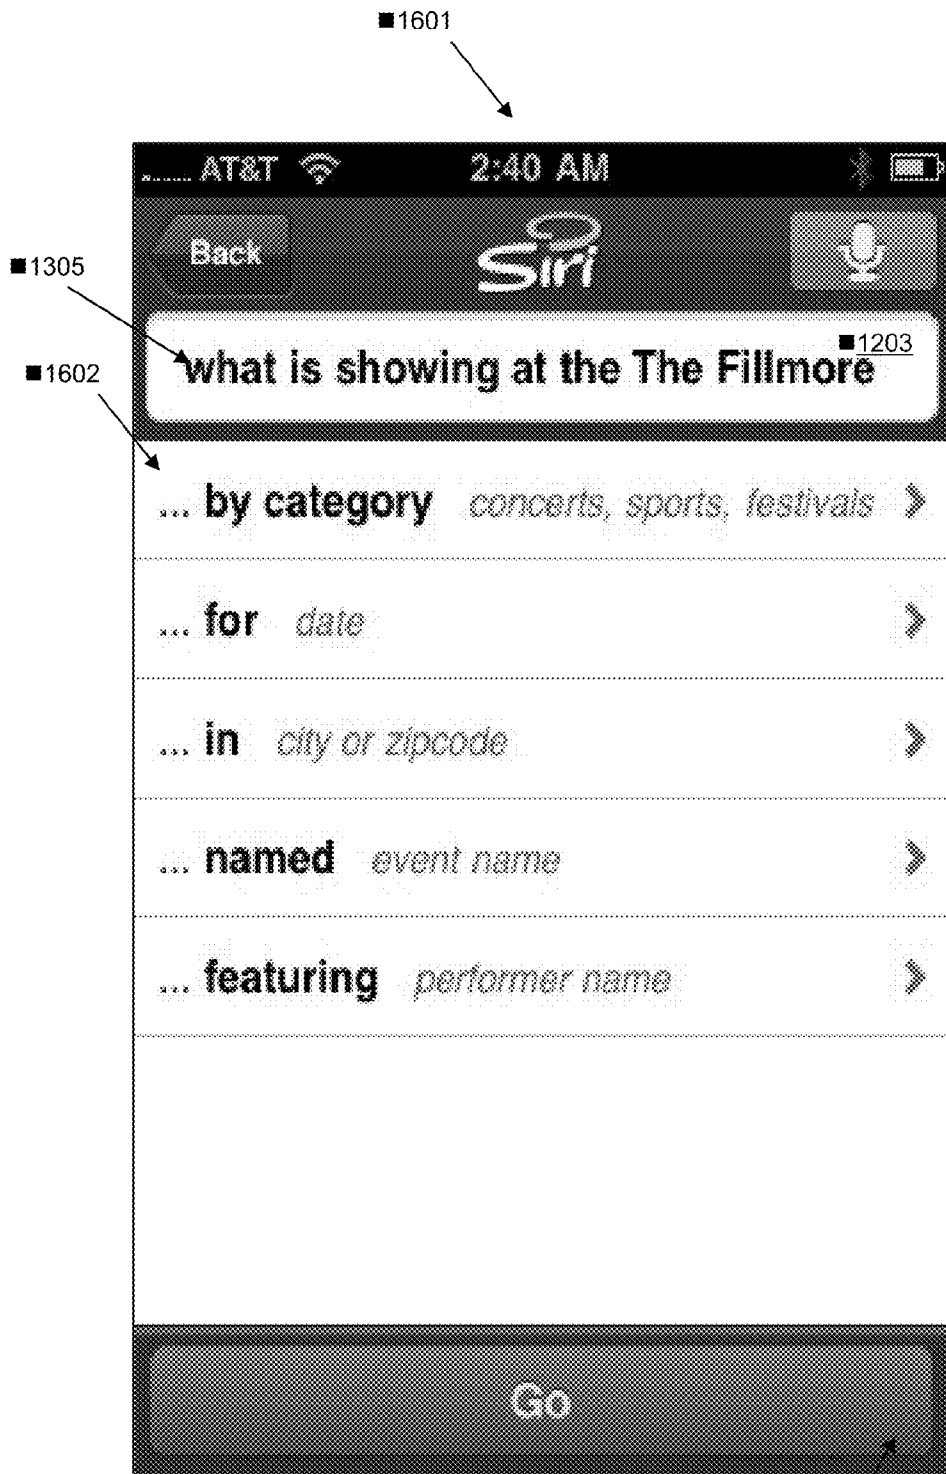 ■1601
AT&T 2:40 AM
Back Siri
■1305
■1203
what is showing at the The Fillmore
■1602
... by category concerts, sports, festivals >
... for date >
... in city or zipcode >
... named event name >
... featuring performer name >
Go